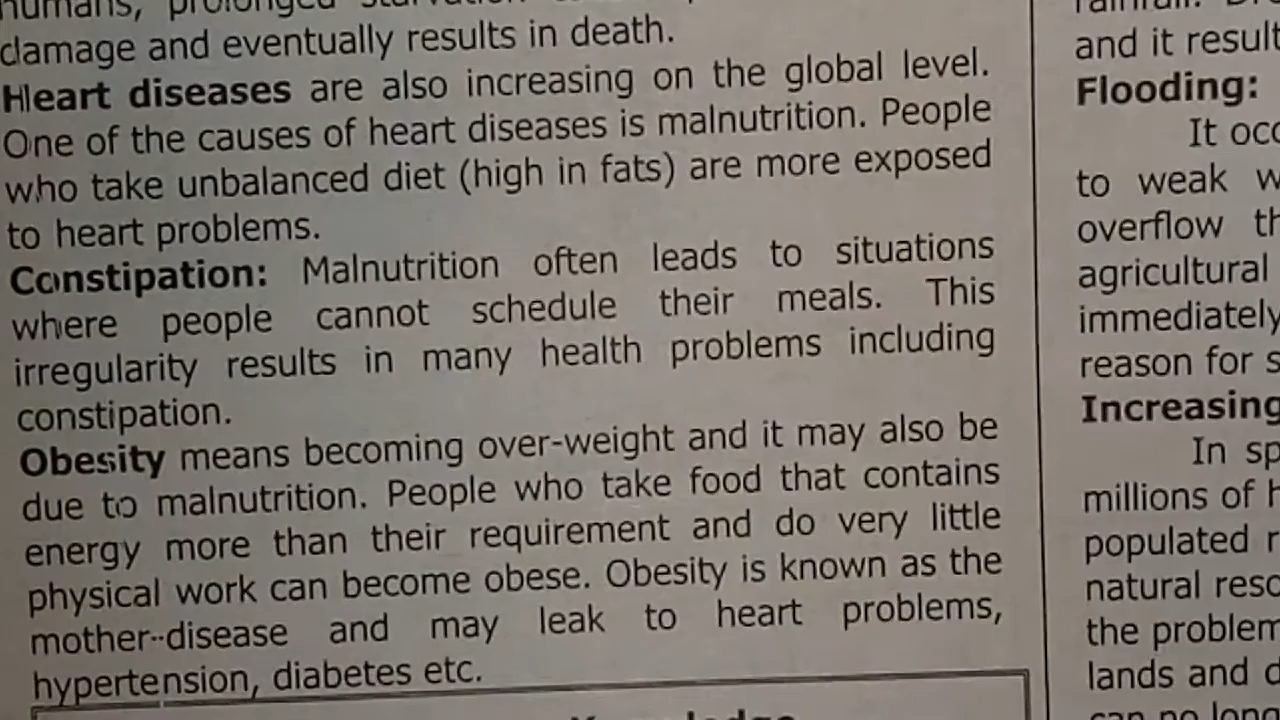 humans, prolonged starvation
damage and eventually results in death.
Heart diseases are also increasing on the global level.
One of the causes of heart diseases is malnutrition. People
who take unbalanced diet (high in fats) are more exposed
to heart problems.
Constipation: Malnutrition often leads to situations
where people cannot schedule their meals. This
irregularity results in many health problems including
constipation.
Obesity means becoming over-weight and it may also be
due to malnutrition. People who take food that contains
energy more than their requirement and do very little
physical work can become obese. Obesity is known as the
mother-disease and may leak to heart problems,
hypertension, diabetes etc.
rainfall.
and it result
Flooding:
It occ
to weak w
overflow th
agricultural
immediately
reason for s
Increasing
In sp
millions of h
populated r
natural reso
the problem
lands and d
can no long